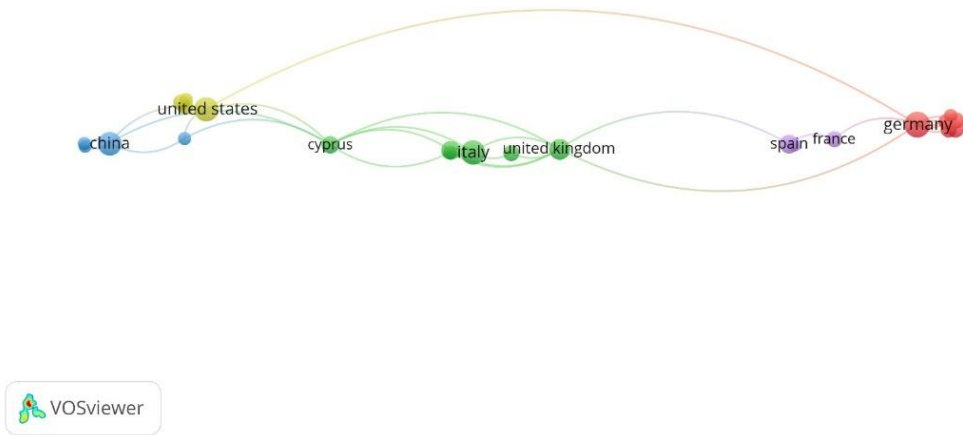 united states
china
cyprus
italy
united kingdom
spain
france
germany
VOSviewer